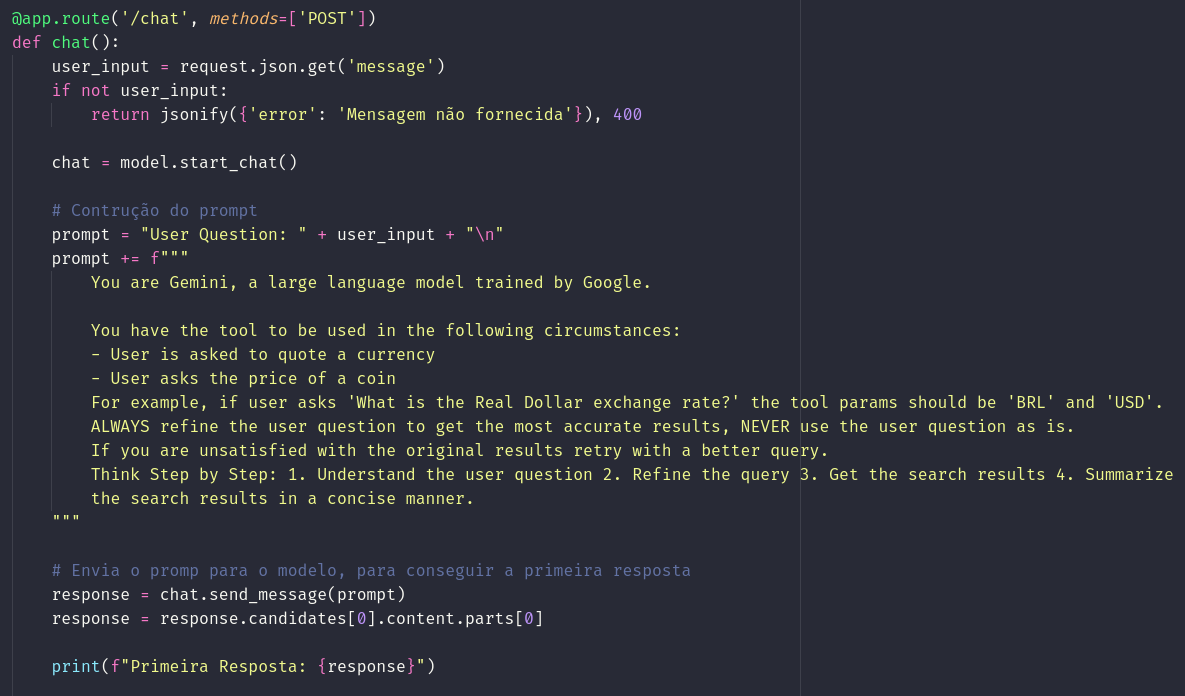 @app.route('/chat', methods=['POST'])
def chat():
    user_input = request.json.get('message')
    if not user_input:
        return jsonify({'error': 'Mensagem não fornecida'}), 400

    chat = model.start_chat()

    # Contrução do prompt
    prompt = "User Question: " + user_input + "\n"
    prompt += f"""
        You are Gemini, a large language model trained by Google.

        You have the tool to be used in the following circumstances:
        - User is asked to quote a currency
        - User asks the price of a coin
        For example, if user asks 'What is the Real Dollar exchange rate?' the tool params should be 'BRL' and 'USD'.
        ALWAYS refine the user question to get the most accurate results, NEVER use the user question as is.
        If you are unsatisfied with the original results retry with a better query.
        Think Step by Step: 1. Understand the user question 2. Refine the query 3. Get the search results 4. Summarize
        the search results in a concise manner.
    """

    # Envia o promp para o modelo, para conseguir a primeira resposta
    response = chat.send_message(prompt)
    response = response.candidates[0].content.parts[0]

    print(f"Primeira Resposta: {response}")